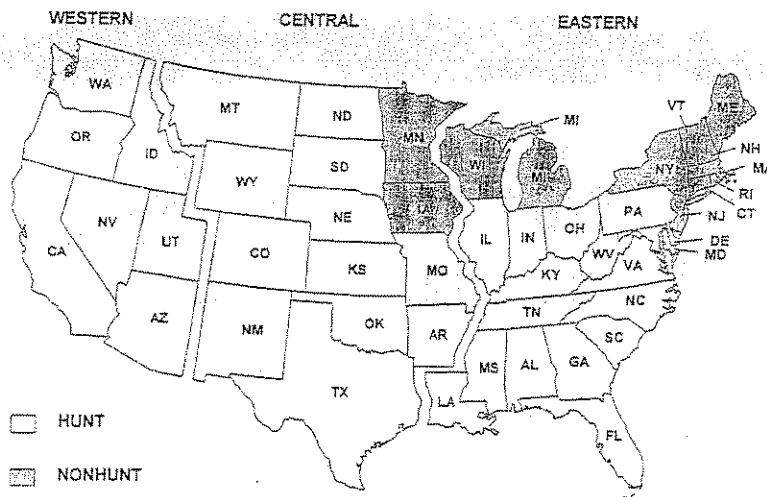 WESTERN CENTRAL EASTERN
WA
MT
ND
MN
VT
ME
MI
OR
ID
WI
NH
SD
NY
MI
WY
RI
IA
PA
NJ
CT
NE
NV
IL
IN
OH
UT
DE
CA
CO
WV
VA
MD
KS
MO
KY
NC
TN
AZ
NM
OK
AR
SC
MS
AL
GA
TX
LA
HUNT
FL
NONHUNT